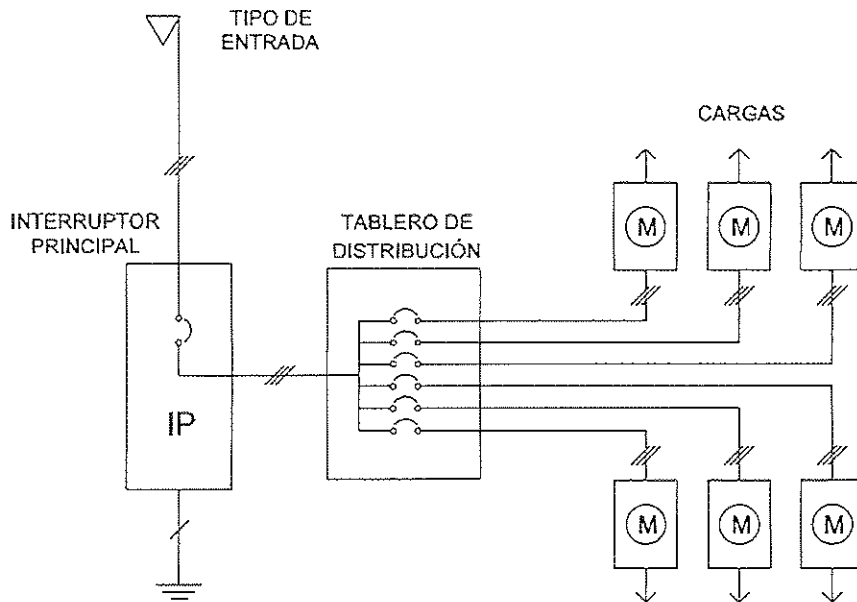 TIPO DE
ENTRADA
CARGAS
INTERRUPTOR
PRINCIPAL
TABLERO DE
DISTRIBUCIÓN
M
M
M
IP
M
M
M